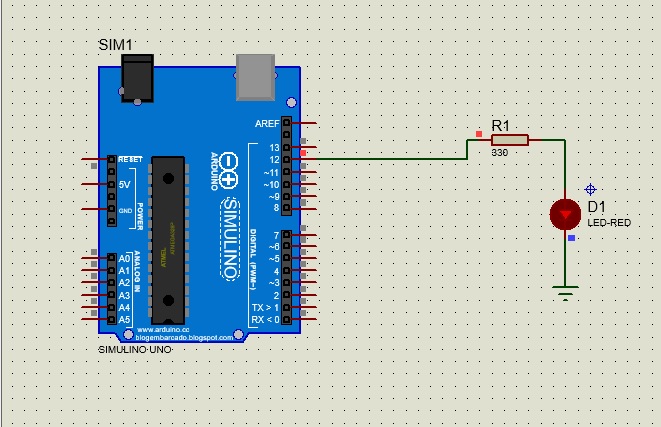 SIM1
AREF
13
12
~11
~10
~9
8
RESET
5V
GND
POWER
ARDUINO
SIMULINO
ATMEL
7
~6
~5
4
~3
2
TX > 1
RX < 0
DIGITAL (PWM~)
ANALOG IN
A0
A1
A2
A3
A4
A5
www.arduino.cc
blogembarcado.blogspot.com
SIMULINO UNO
R1
330
D1
LED-RED